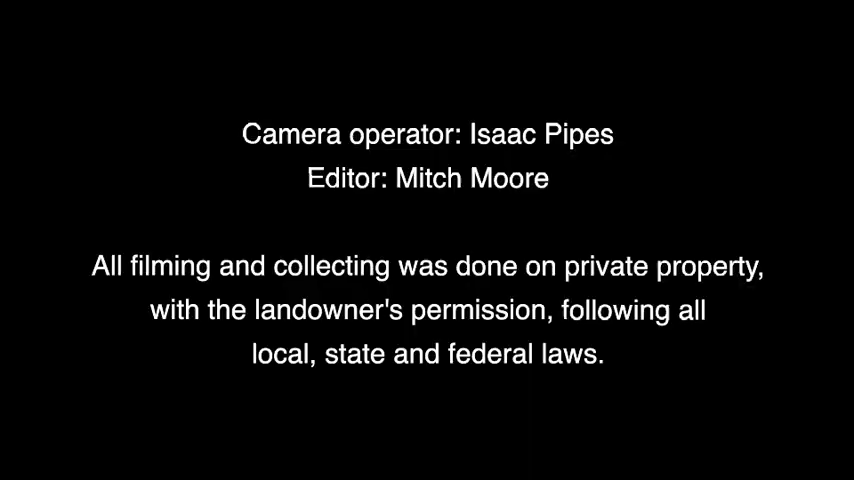 Camera operator: Isaac Pipes
Editor: Mitch Moore
All filming and collecting was done on private property,
with the landowner's permission, following all
local, state and federal laws.